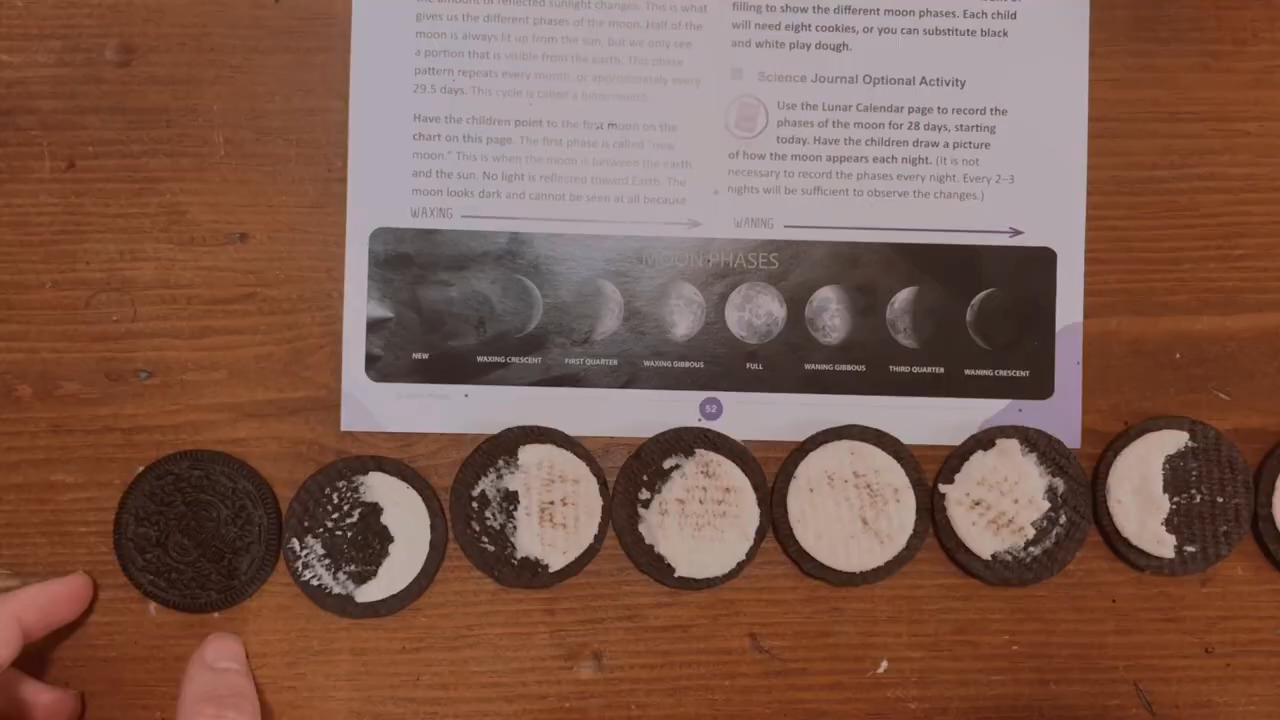 the amount of reflected sunlight changes. This is what
gives us the different phases of the moon. Half of the
moon is always lit up from the sun, but we only see
a portion that is visible from the earth. This phase
pattern repeats every month, or approximately every
29.5 days. This cycle is called a
Have the children point to the first moon on the
chart on this page. The first phase is called "new
moon." This is when the moon is between the earth
and the sun. No light is reflected toward Earth. The
moon looks dark and cannot be seen at all because
filling to show the different moon phases. Each child
will need eight cookies, or you can substitute black
and white play dough.
Science Journal Optional Activity
Use the Lunar Calendar page to record the
phases of the moon for 28 days, starting
today. Have the children draw a picture
of how the moon appears each night. (It is not
necessary to record the phases every night. Every 2–3
nights will be sufficient to observe the changes.)
WAXING
WANING
MOON PHASES
NEW
WAXING CRESCENT
FIRST QUARTER
WAXING GIBBOUS
FULL
WANING GIBBOUS
THIRD QUARTER
WANING CRESCENT
52